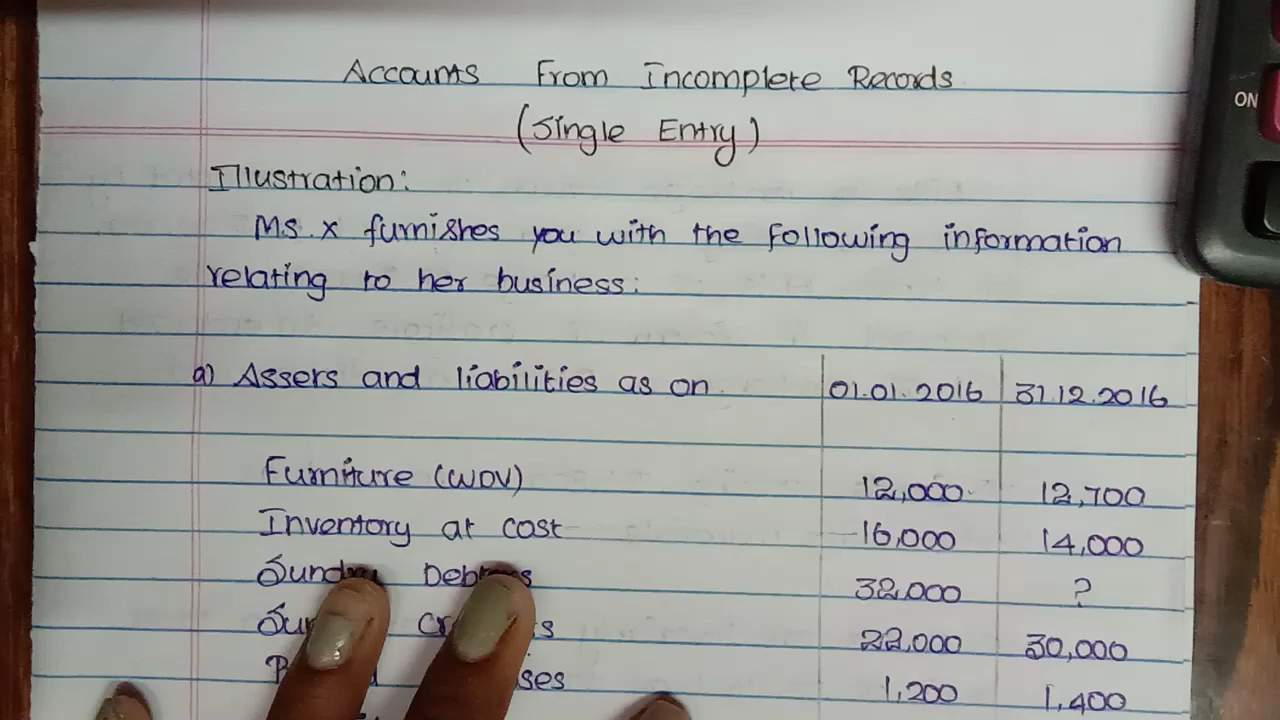 Accounts From Incomplete Records
(Single Entry)
Illustration:
Ms. X furnishes you with the following information
relating to her business:
a) Assers and liabilities as on 01.01.2016 31.12.2016
Furniture (WDV) 12,000 12,700
Inventory at cost 16,000 14,000
32,000 ?
22,000 30,000
1,200 1,400
ON